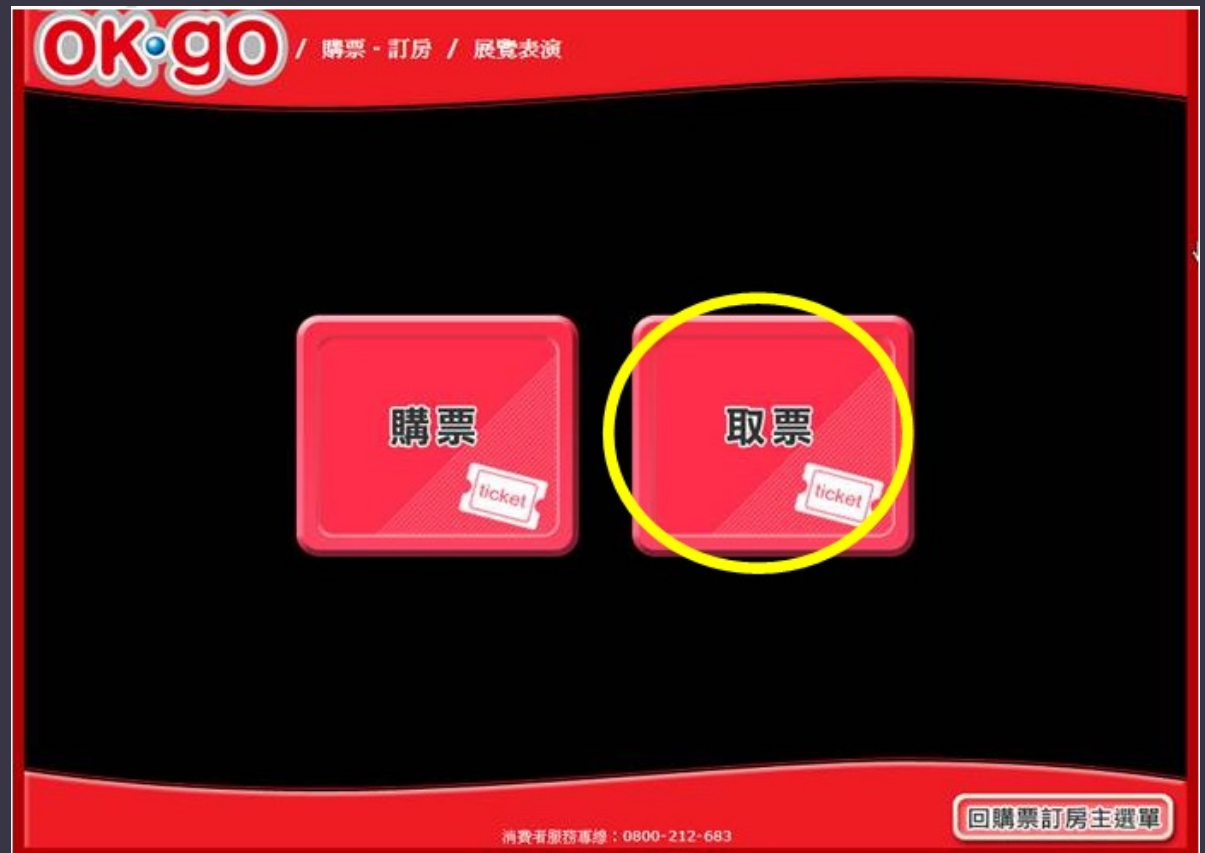 OK·go / 購票-訂房 / 展覽表演
購票
ticket
取票
ticket
回購票訂房主選單
消費者服務專線：0800-212-683